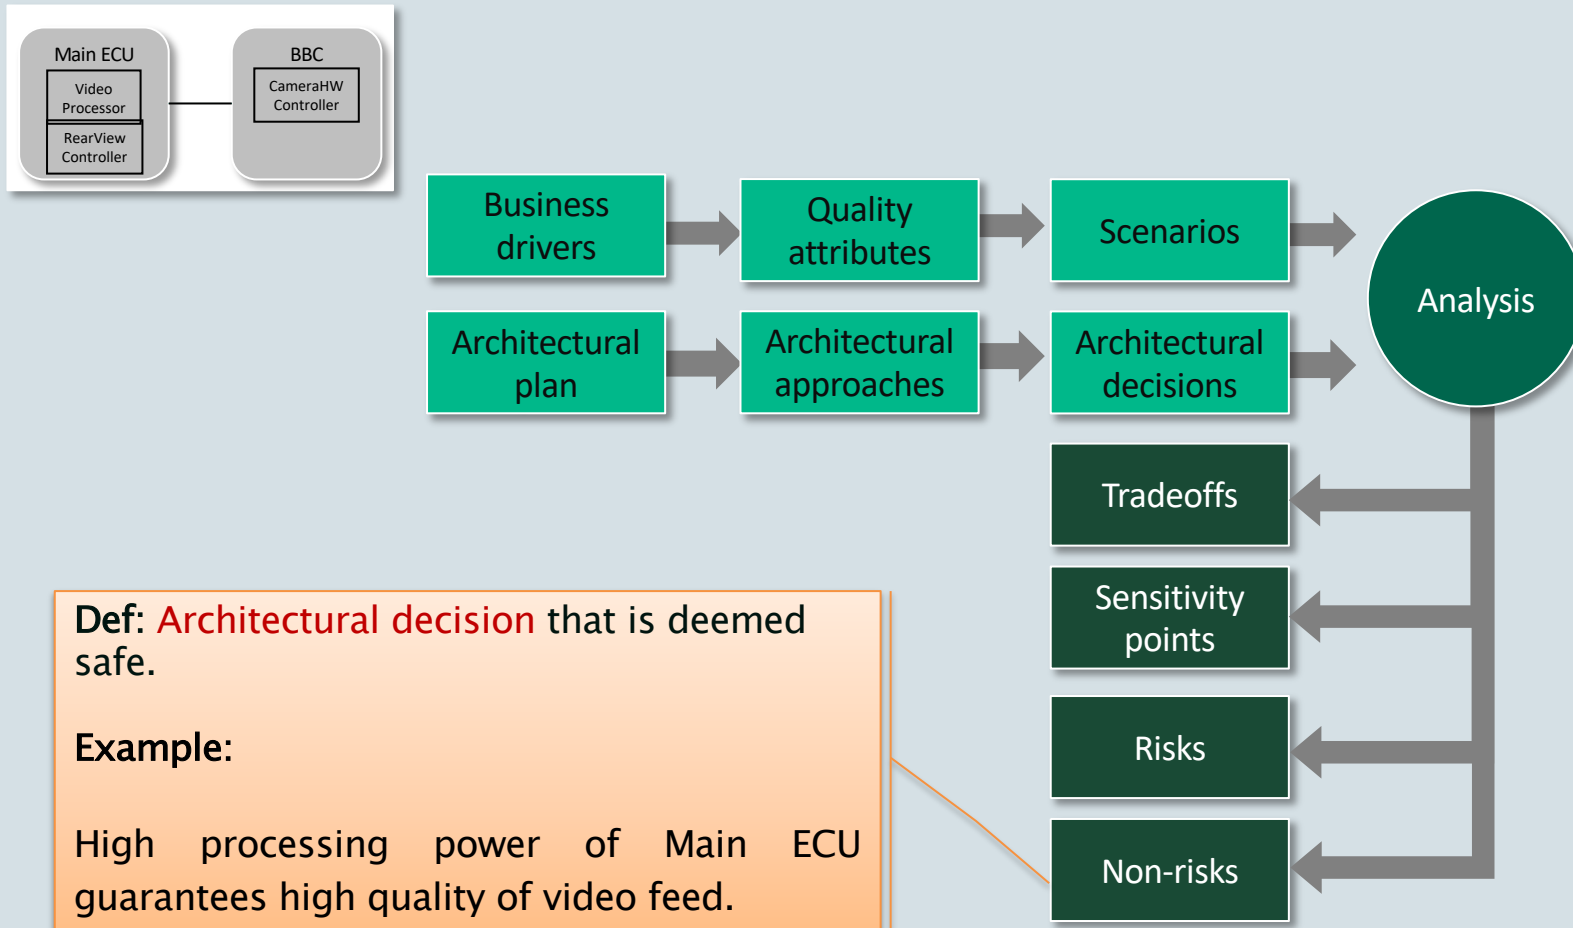 Main ECU
Video
Processor
RearView
Controller
BBC
CameraHW
Controller
Business
drivers
Quality
attributes
Scenarios
Analysis
Architectural
plan
Architectural
approaches
Architectural
decisions
Tradeoffs
Sensitivity
points
Risks
Non-risks
Def: Architectural decision that is deemed
safe.
Example:
High processing power of Main ECU
guarantees high quality of video feed.